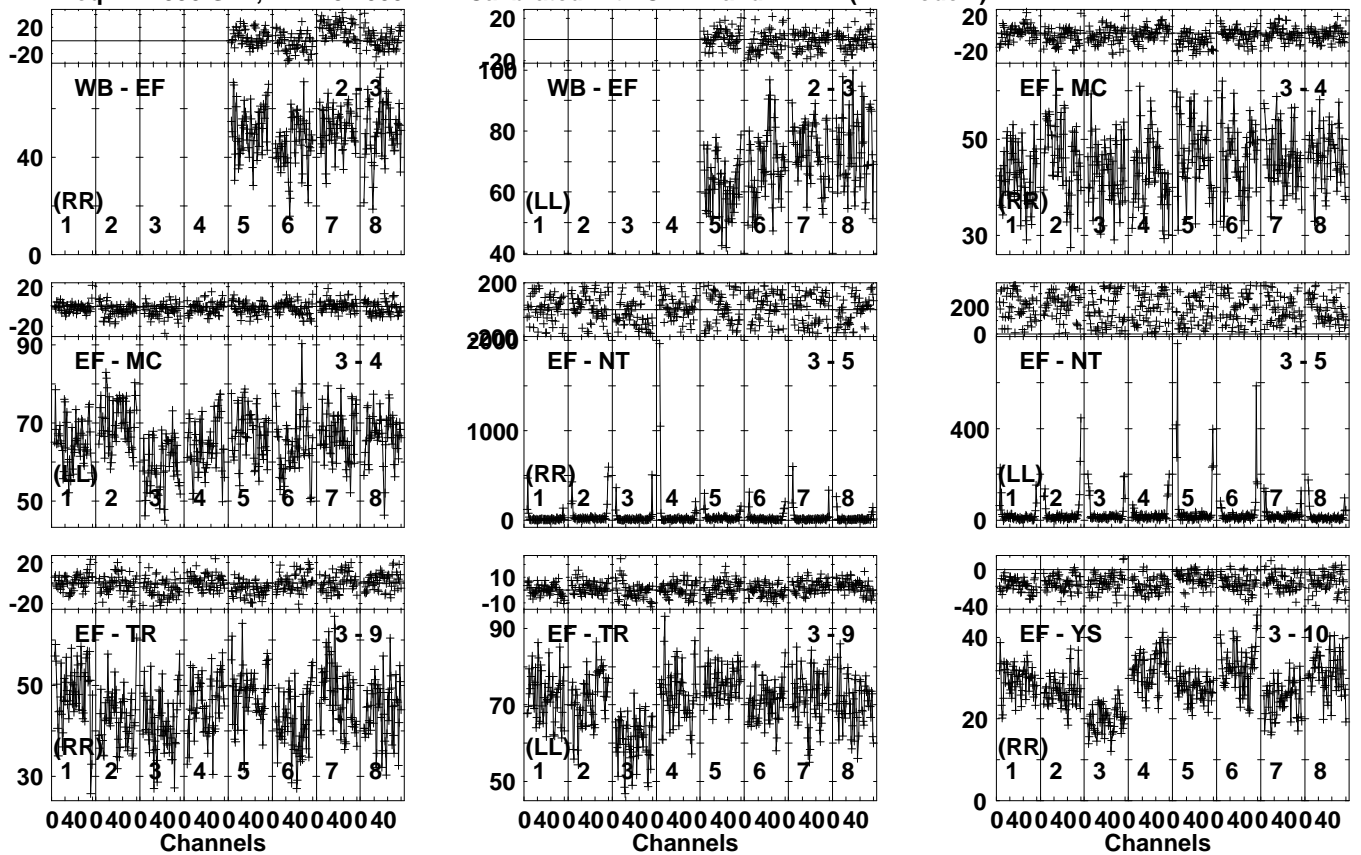 20 20 20
-20 -20 -20
100
WB - EF 2 - 3 WB - EF 2 - 3 EF - MC 3 - 4
80 50
40
60
(RR) (LL) (RR)
1 2 3 4 5 6 7 8 1 2 3 4 5 6 7 8 1 2 3 4 5 6 7 8
30
0 40
20 200 200
-20 -200 0
90 2000
EF - MC 3 - 4 EF - NT 3 - 5 EF - NT 3 - 5
70 1000 400
(LL) (RR) (LL)
50 1 2 3 4 5 6 7 8 1 2 3 4 5 6 7 8 1 2 3 4 5 6 7 8
0 0
20 10 0
-20 -10 -40
EF - TR 3 - 9 EF - TR 3 - 9 EF - YS 3 - 10
90 40
50 70 20
(RR) (LL) (RR)
30 1 2 3 4 5 6 7 8 1 2 3 4 5 6 7 8 1 2 3 4 5 6 7 8
50 0
0 40 0 40 0 40 0 40 0 40 0 40 0 40 0 40 0 40 0 40 0 40 0 40 0 40 0 40 0 40 0 40 0 40 0 40 0 40 0 40 0 40 0 40 0 40 0 40
Channels Channels Channels